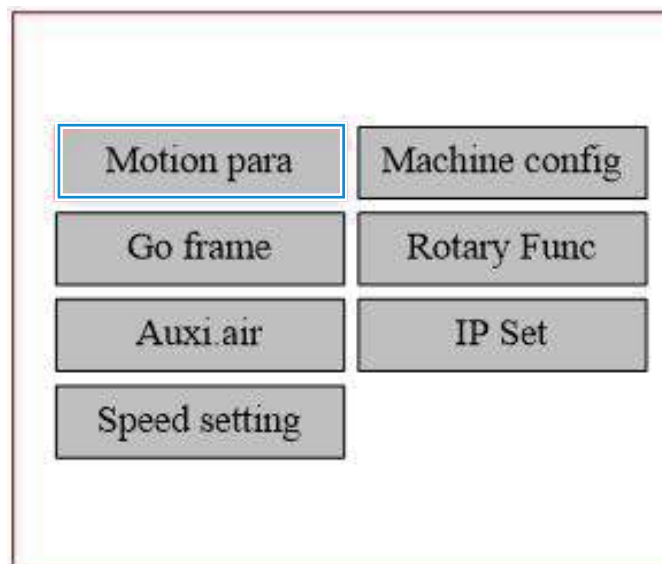 Motion para
Machine config
Go frame
Rotary Func
Auxi.air
IP Set
Speed setting